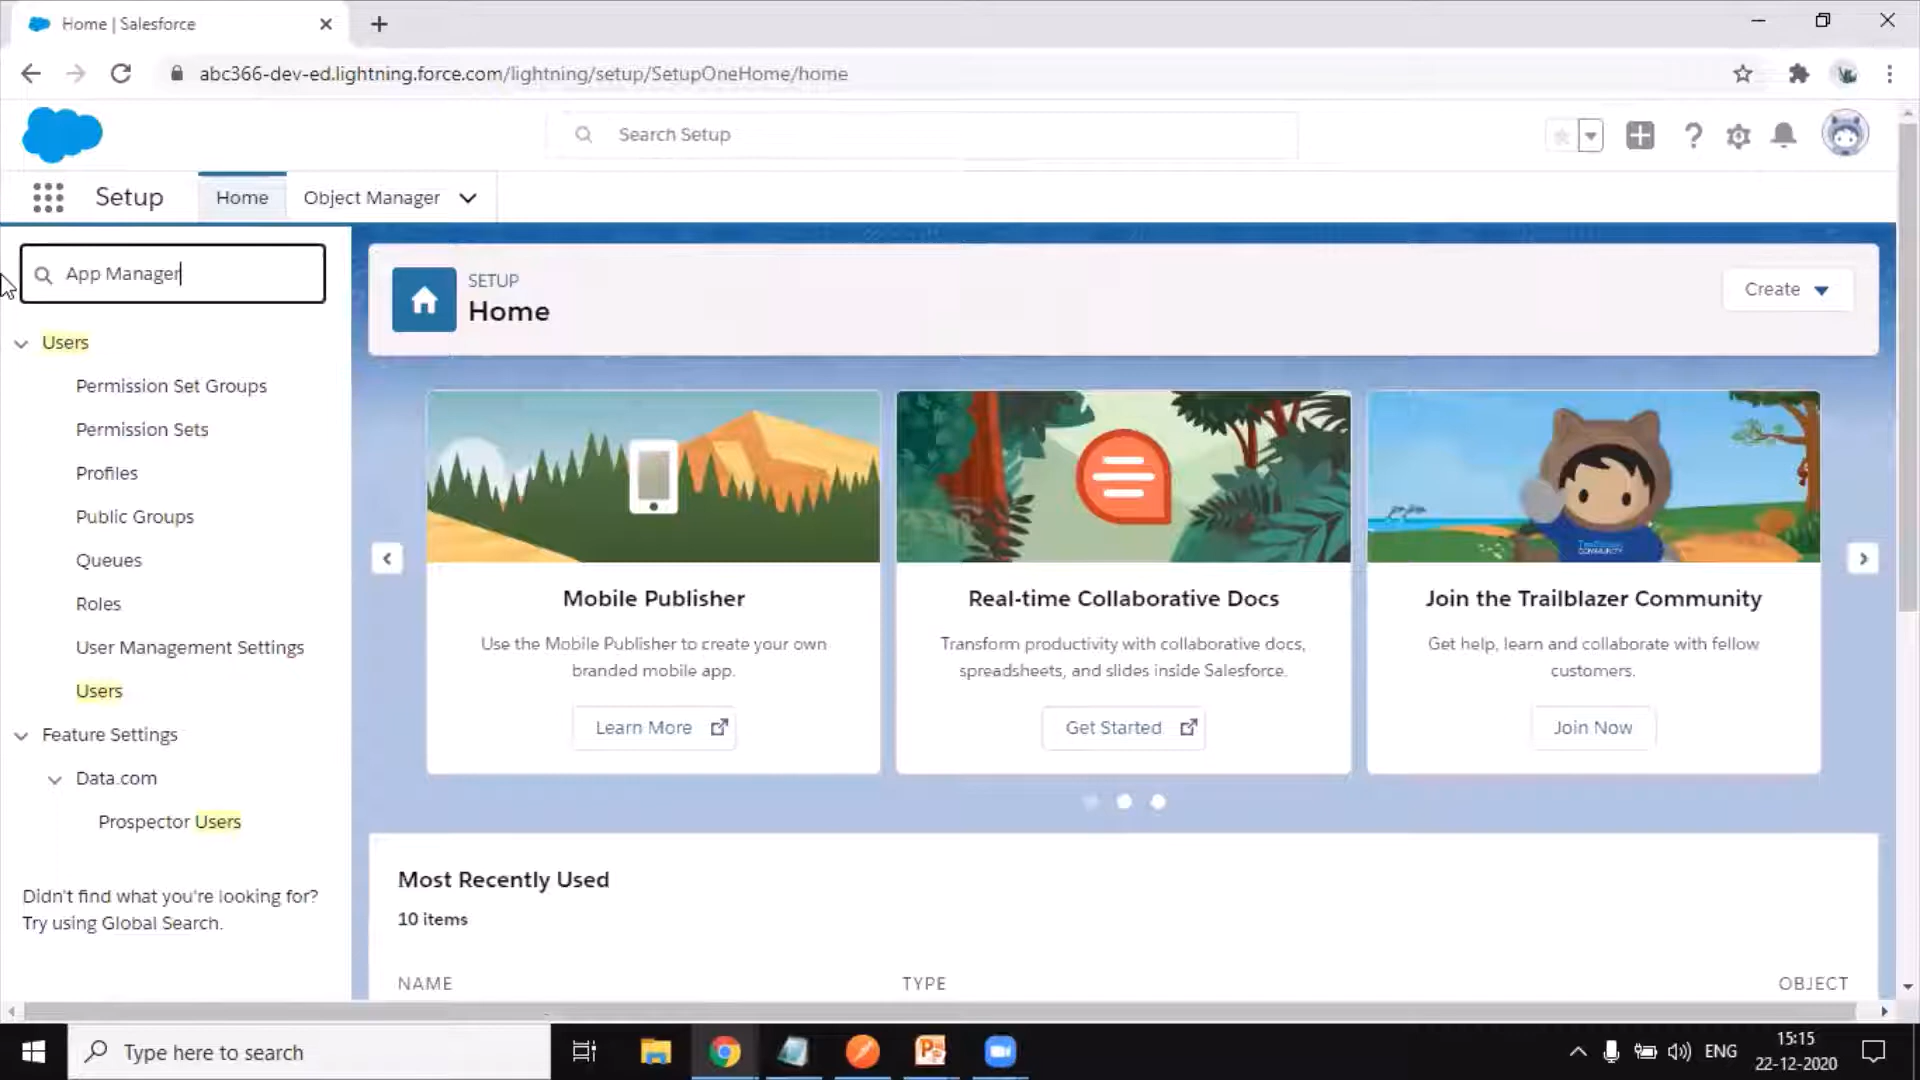 Home | Salesforce
abc366-dev-ed.lightning.force.com/lightning/setup/SetupOneHome/home
Search Setup
Setup
Home
Object Manager
App Manager
SETUP
Home
Create
Users
Permission Set Groups
Permission Sets
Profiles
Public Groups
Queues
Roles
User Management Settings
Users
Feature Settings
Data.com
Prospector Users
Didn't find what you're looking for?
Try using Global Search.
Mobile Publisher
Use the Mobile Publisher to create your own
branded mobile app.
Learn More
Real-time Collaborative Docs
Transform productivity with collaborative docs,
spreadsheets, and slides inside Salesforce.
Get Started
COMMUNITY
Join the Trailblazer Community
Get help, learn and collaborate with fellow
customers.
Join Now
Most Recently Used
10 items
NAME
TYPE
OBJECT
Type here to search
ENG
15:15
22-12-2020